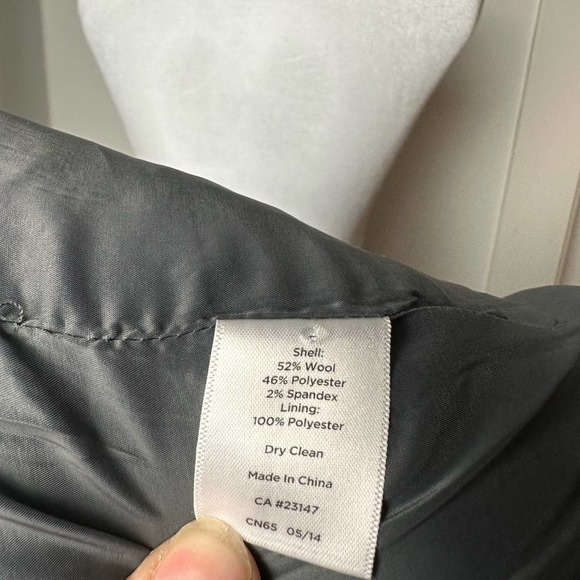 Shell:
52% Wool
46% Polyester
2% Spandex
Lining:
100% Polyester
Dry Clean
Made In China
CA #23147
CN65 05/14